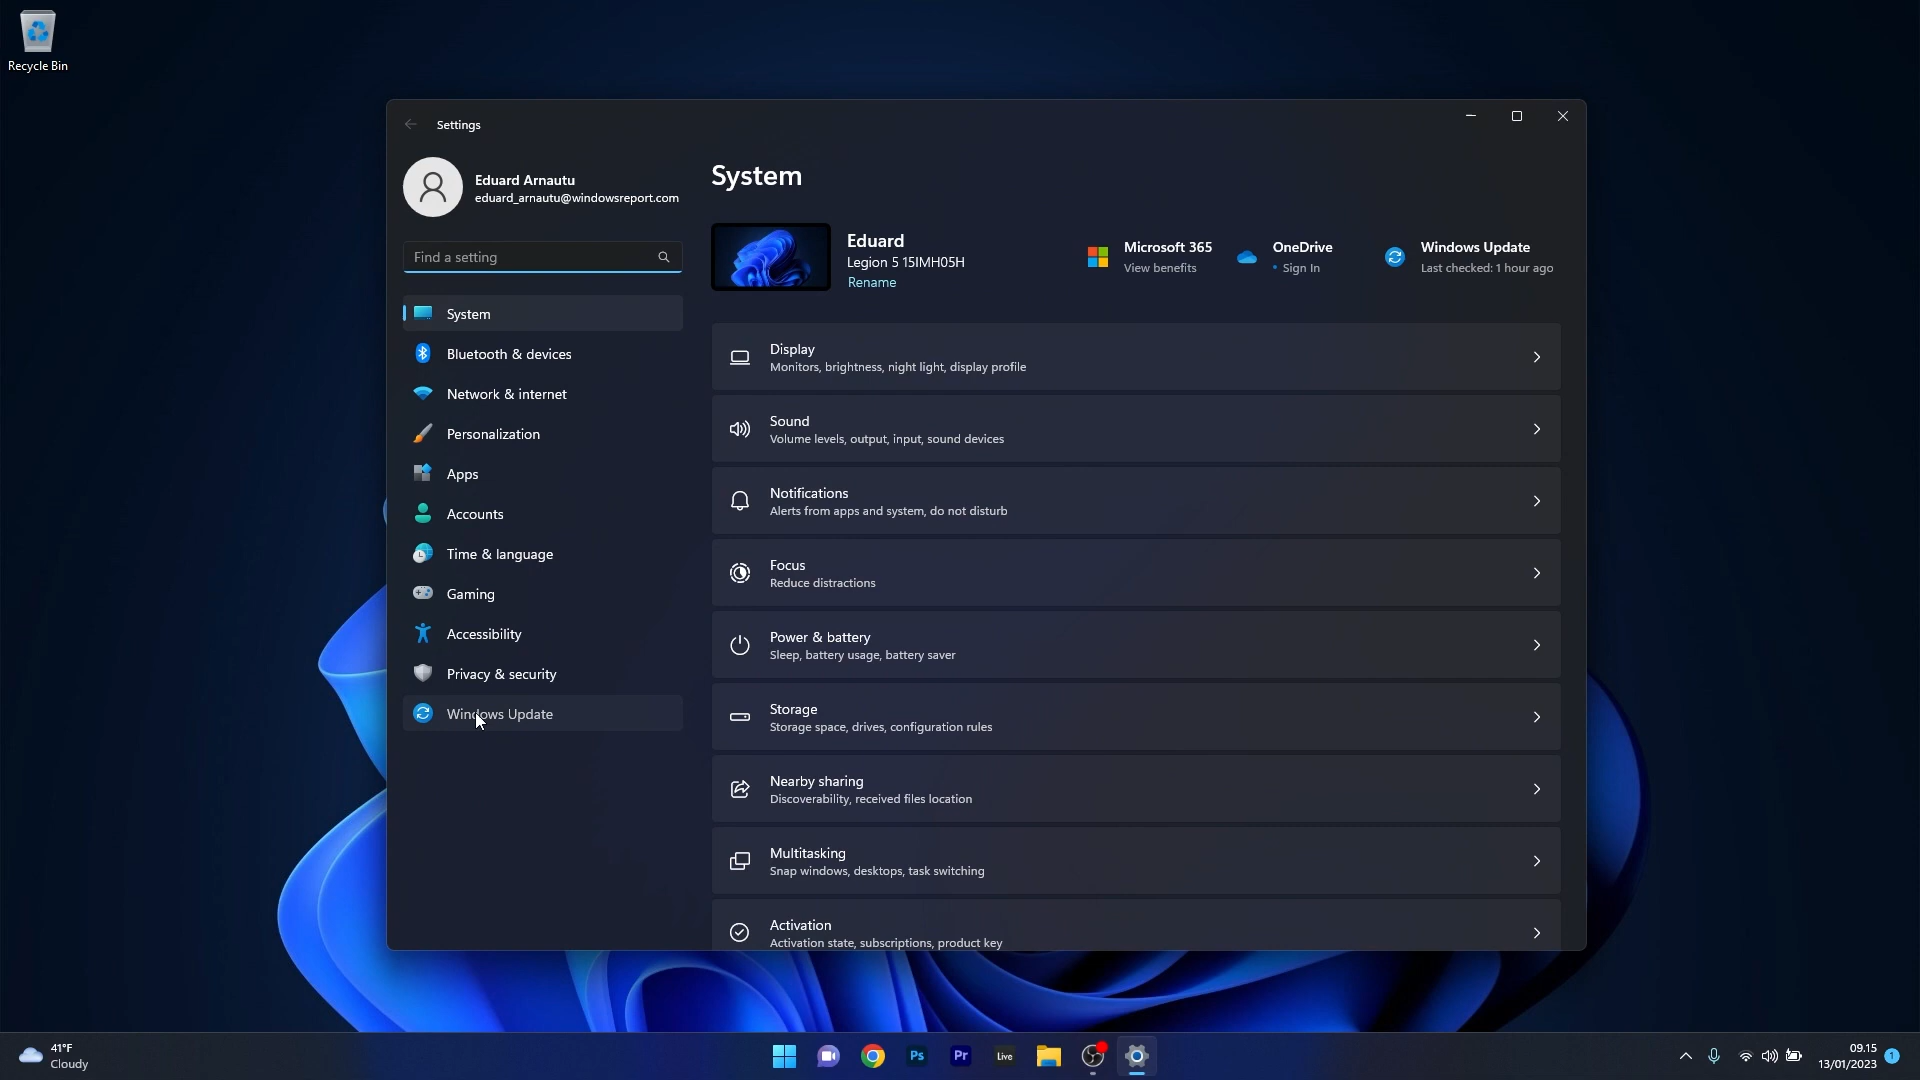 Recycle Bin
Settings
Eduard Arnautu
eduard_arnautu@windowsreport.com
Find a setting
System
Bluetooth & devices
Network & internet
Personalization
Apps
Accounts
Time & language
Gaming
Accessibility
Privacy & security
Windows Update
System
Eduard
Legion 5 15IMH05H
Rename
Microsoft 365
View benefits
OneDrive
• Sign In
Windows Update
Last checked: 1 hour ago
Display
Monitors, brightness, night light, display profile
Sound
Volume levels, output, input, sound devices
Notifications
Alerts from apps and system, do not disturb
Focus
Reduce distractions
Power & battery
Sleep, battery usage, battery saver
Storage
Storage space, drives, configuration rules
Nearby sharing
Discoverability, received files location
Multitasking
Snap windows, desktops, task switching
Activation
Activation state, subscriptions, product key
41°F
Cloudy
Ps
Pr
Live
09.15
13/01/2023
1